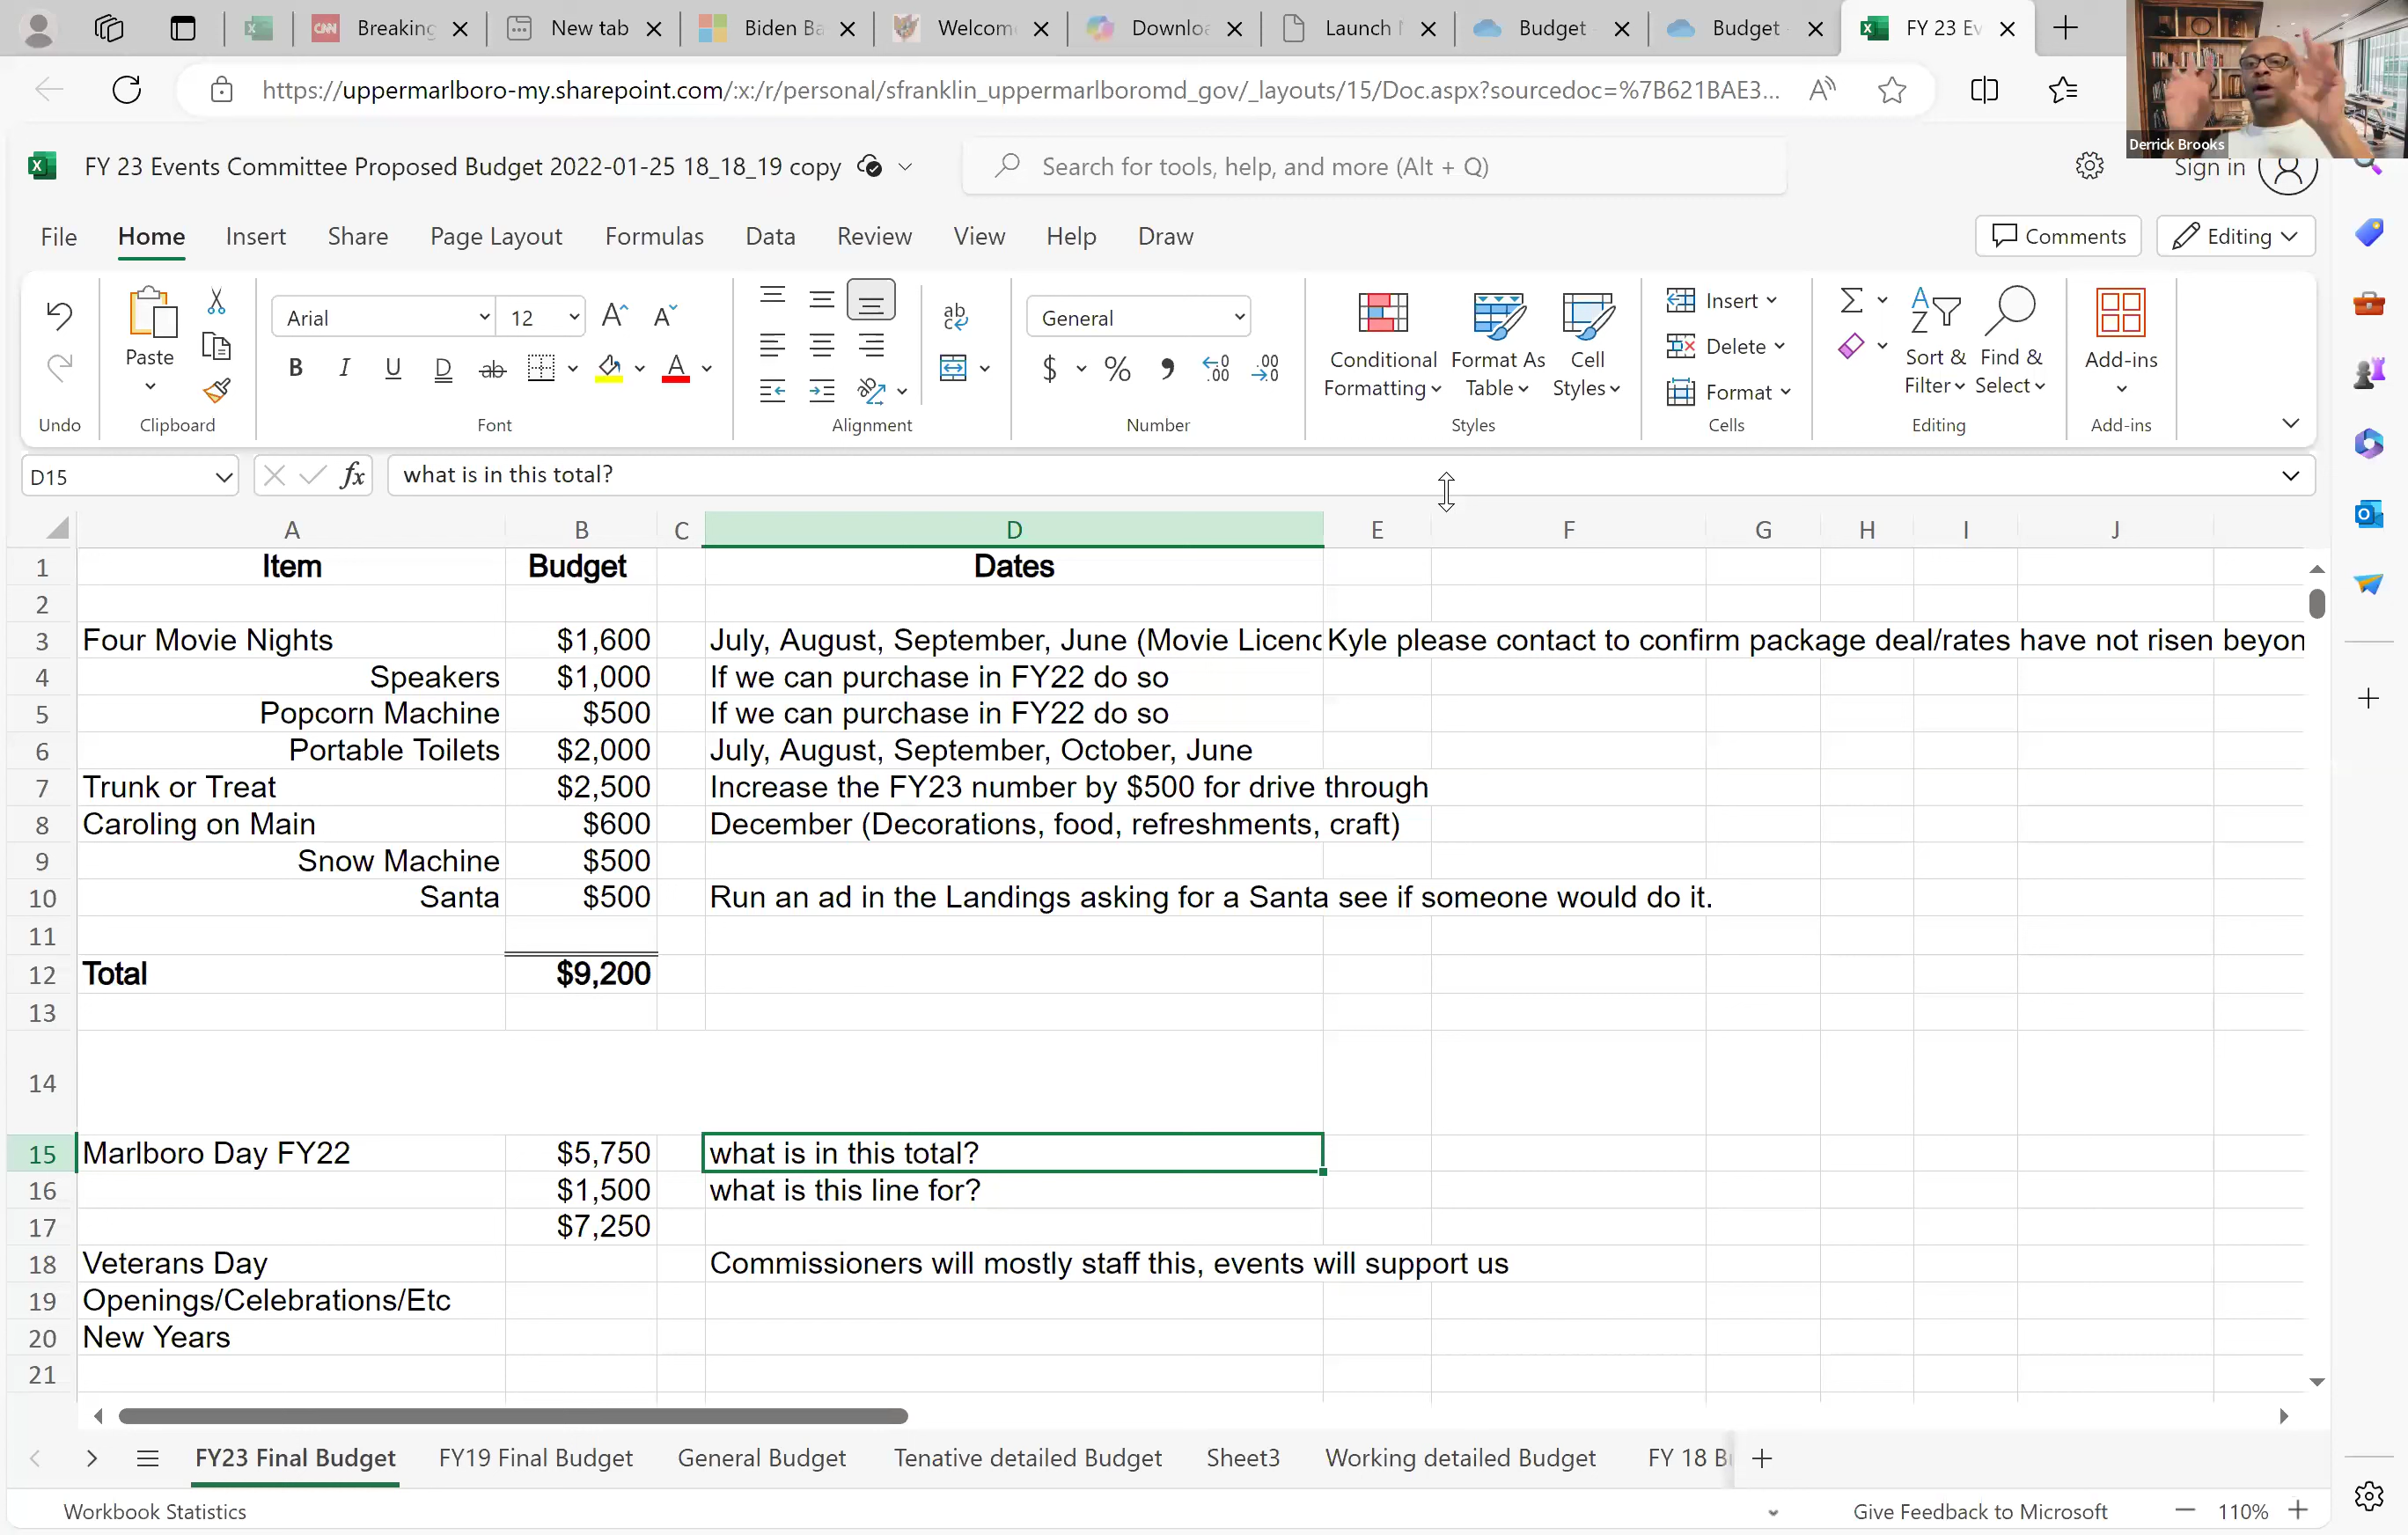 Breaking
New tab
Biden Ba
Welcom
Downlo
Launch
Budget
Budget
FY 23 Ev
https://uppermarlboro-my.sharepoint.com/:x:/r/personal/sfranklin_uppermarlboromd_gov/_layouts/15/Doc.aspx?sourcedoc=%7B621BAE3...
Derrick Brooks
FY 23 Events Committee Proposed Budget 2022-01-25 18_18_19 copy
Search for tools, help, and more (Alt + Q)
Sign in
File Home Insert Share Page Layout Formulas Data Review View Help Draw
Comments Editing
Paste
Arial 12
General
Conditional Formatting
Format As Table
Cell Styles
Insert
Delete
Format
Sort & Filter
Find & Select
Add-ins
Undo Clipboard Font Alignment Number Styles Cells Editing Add-ins
D15 fx what is in this total?
A B C D E F G H I J
1 Item Budget Dates
2
3 Four Movie Nights $1,600 July, August, September, June (Movie Licenc Kyle please contact to confirm package deal/rates have not risen beyon
4 Speakers $1,000 If we can purchase in FY22 do so
5 Popcorn Machine $500 If we can purchase in FY22 do so
6 Portable Toilets $2,000 July, August, September, October, June
7 Trunk or Treat $2,500 Increase the FY23 number by $500 for drive through
8 Caroling on Main $600 December (Decorations, food, refreshments, craft)
9 Snow Machine $500
10 Santa $500 Run an ad in the Landings asking for a Santa see if someone would do it.
11
12 Total $9,200
13
14
15 Marlboro Day FY22 $5,750 what is in this total?
16 $1,500 what is this line for?
17 $7,250
18 Veterans Day Commissioners will mostly staff this, events will support us
19 Openings/Celebrations/Etc
20 New Years
21
FY23 Final Budget FY19 Final Budget General Budget Tenative detailed Budget Sheet3 Working detailed Budget FY 18 B
Workbook Statistics Give Feedback to Microsoft 110%